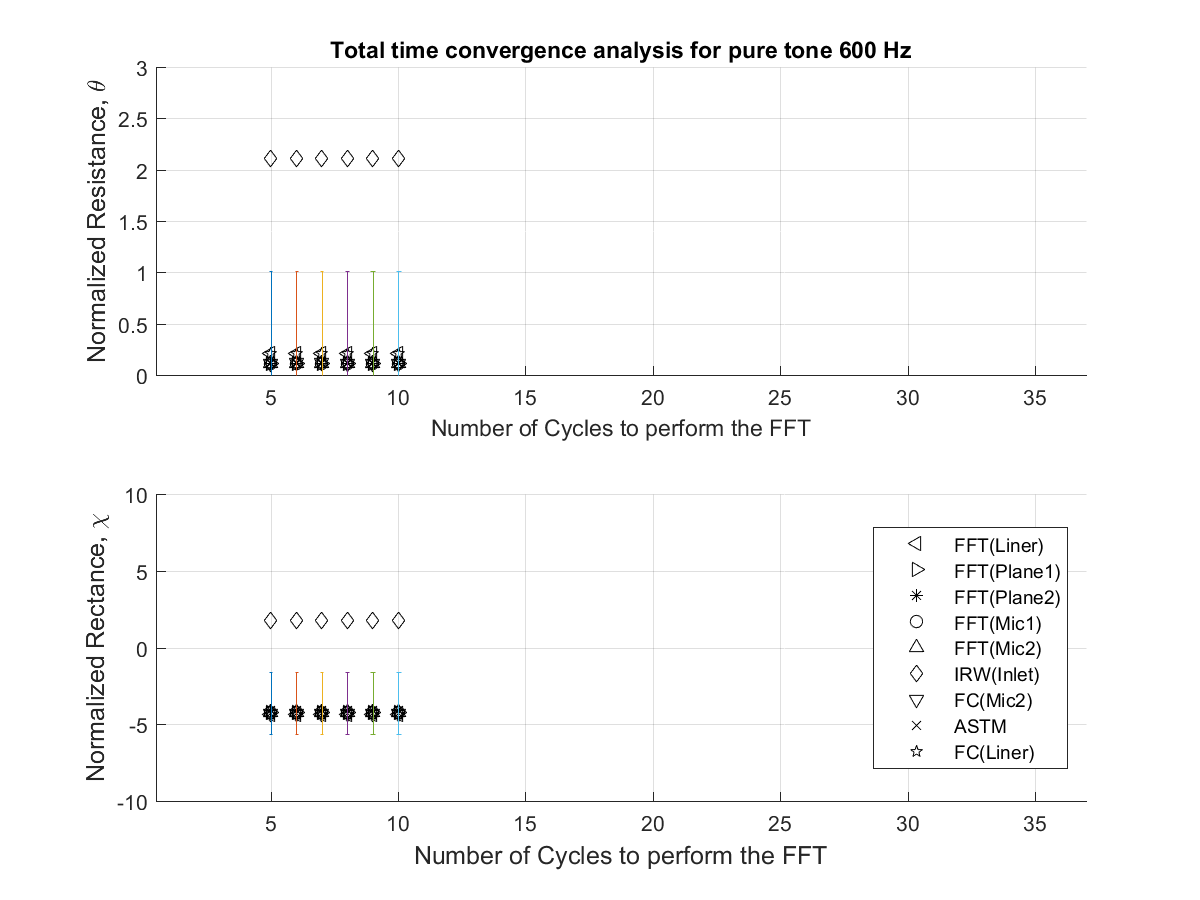 Total time convergence analysis for pure tone 600 Hz
Normalized Resistance, θ
3
2.5
2
1.5
1
0.5
0
5 10 15 20 25 30 35
Number of Cycles to perform the FFT
Normalized Rectance, χ
10
5
0
-5
-10
5 10 15 20 25 30 35
Number of Cycles to perform the FFT
FFT(Liner)
FFT(Plane1)
FFT(Plane2)
FFT(Mic1)
FFT(Mic2)
IRW(Inlet)
FC(Mic2)
ASTM
FC(Liner)